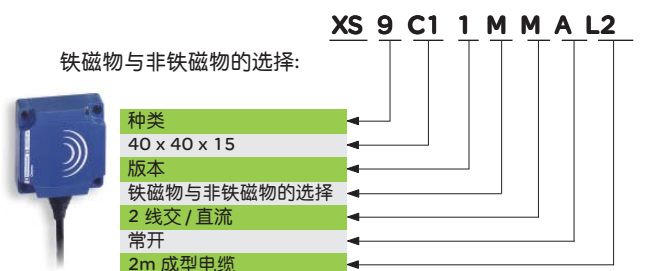 XS 9 C1 1 M M A L2
铁磁物与非铁磁物的选择:
种类
40 x 40 x 15
版本
铁磁物与非铁磁物的选择
2 线交 / 直流
常开
2m 成型电缆